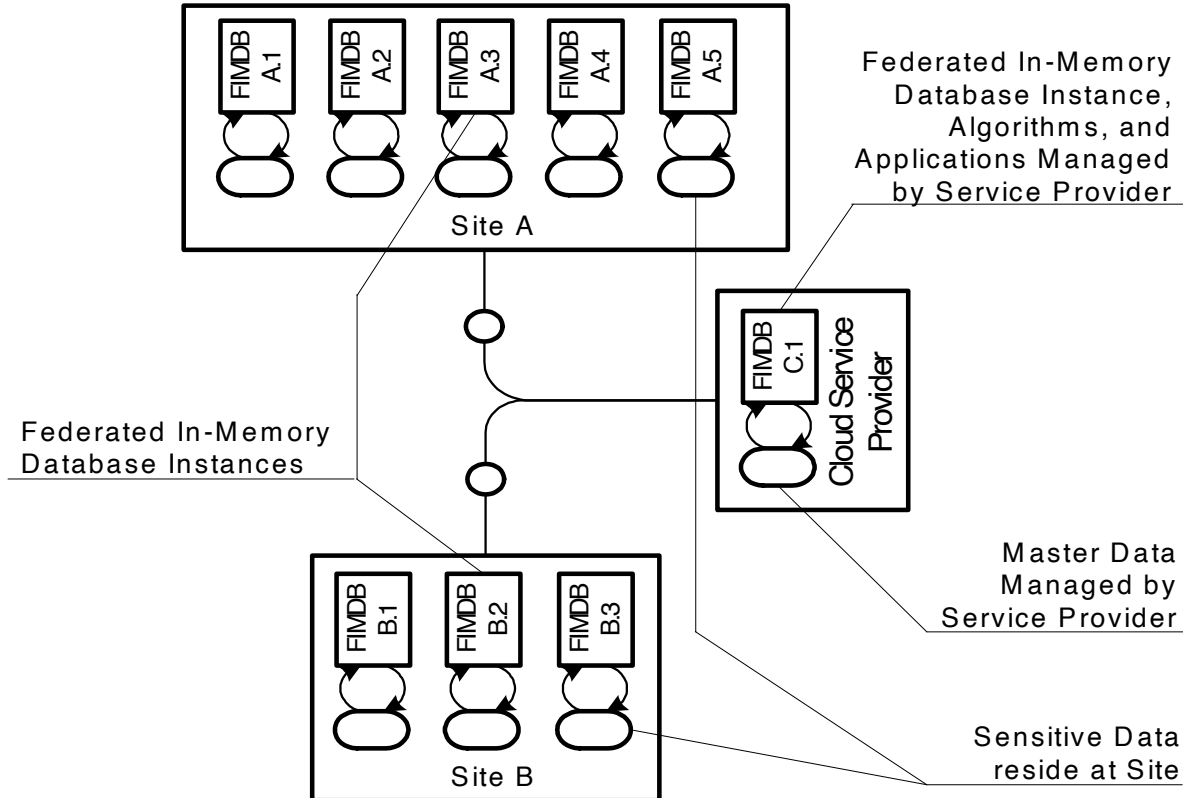 FIMDB
A.1
FIMDB
A.2
FIMDB
A.3
FIMDB
A.4
FIMDB
A.5
Site A
Federated In-Memory
Database Instance,
Algorithms, and
Applications Managed
by Service Provider
FIMDB
C.1
Cloud Service
Provider
Federated In-Memory
Database Instances
Master Data
Managed by
Service Provider
FIMDB
B.1
FIMDB
B.2
FIMDB
B.3
Site B
Sensitive Data
reside at Site